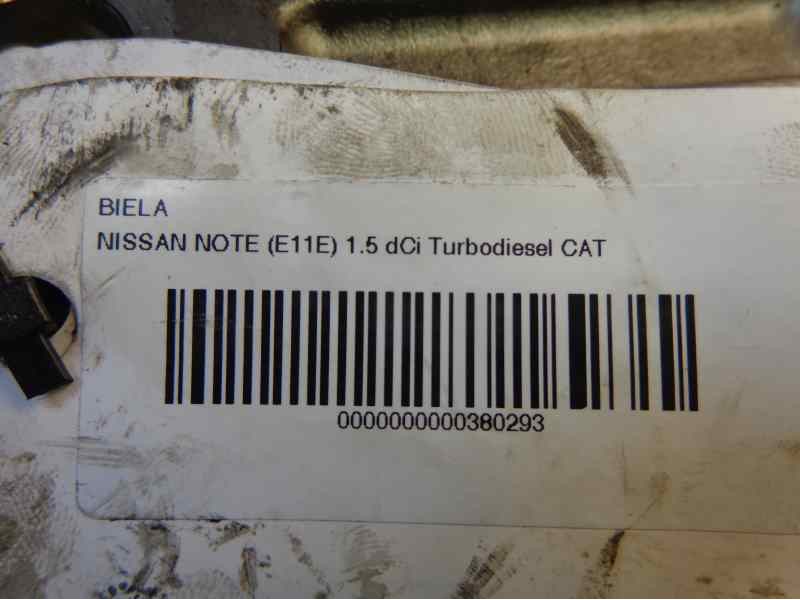 BIELA
NISSAN NOTE (E11E) 1.5 dCi Turbodiesel CAT
0000000000380293